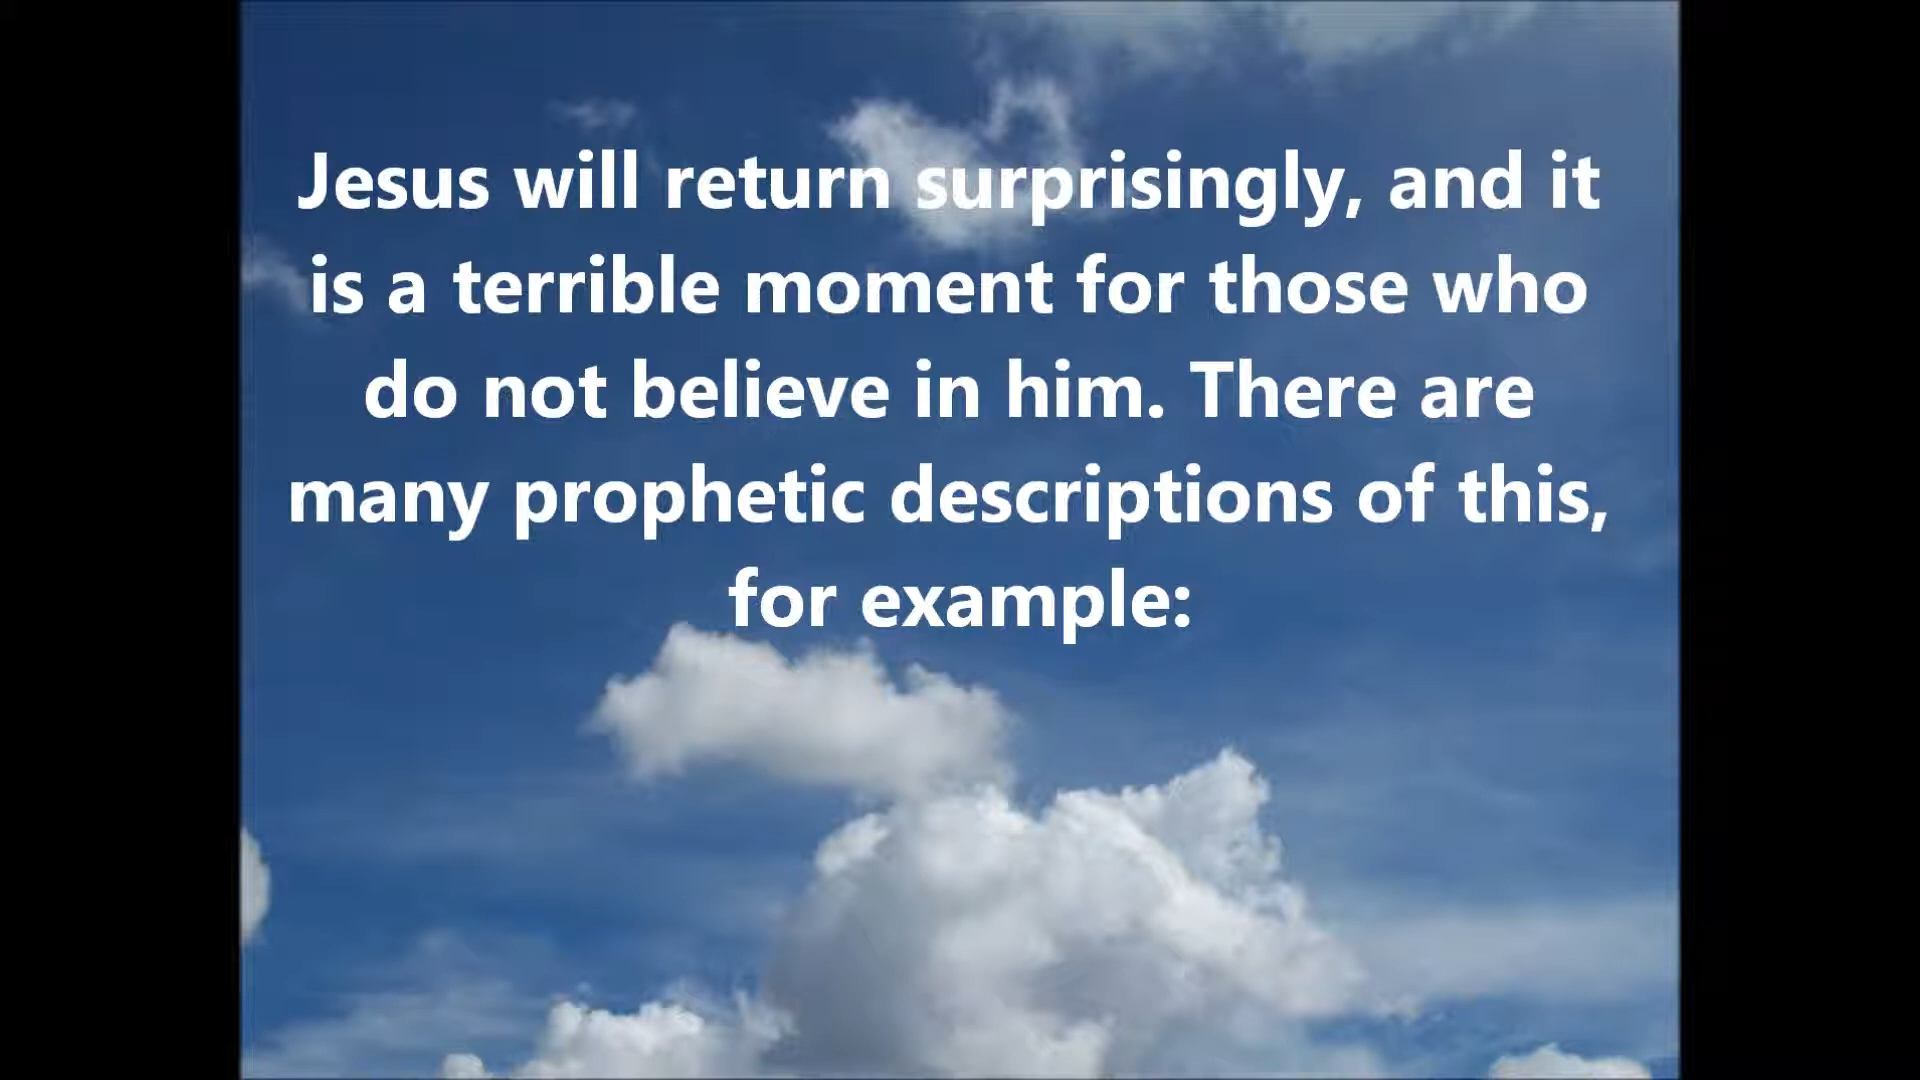 Jesus will return surprisingly, and it
is a terrible moment for those who
do not believe in him. There are
many prophetic descriptions of this,
for example: